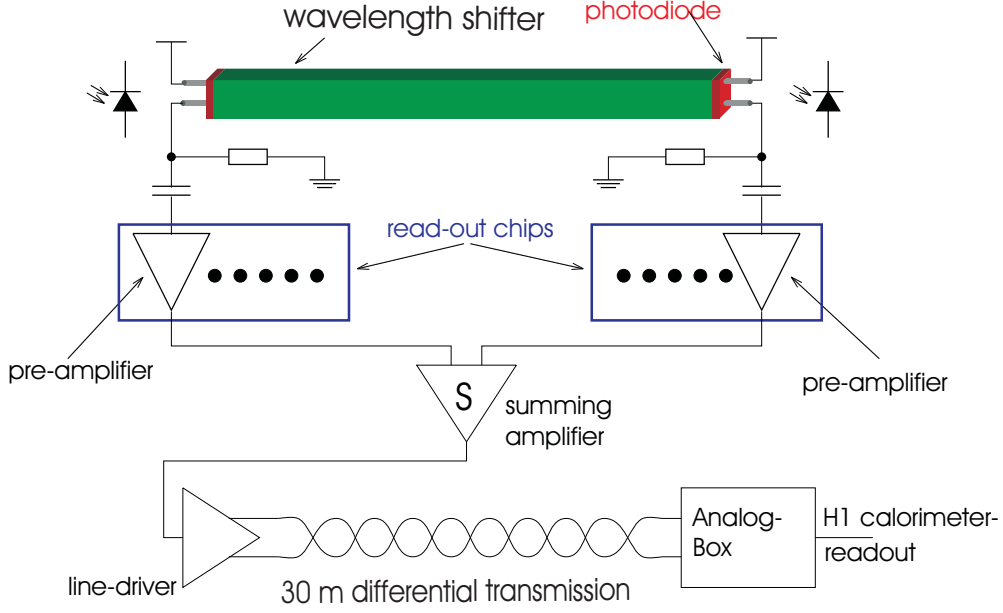 wavelength shifter
photodiode
read-out chips
pre-amplifier
pre-amplifier
S
summing
amplifier
Analog-
Box
H1 calorimeter-
readout
line-driver
30 m differential transmission